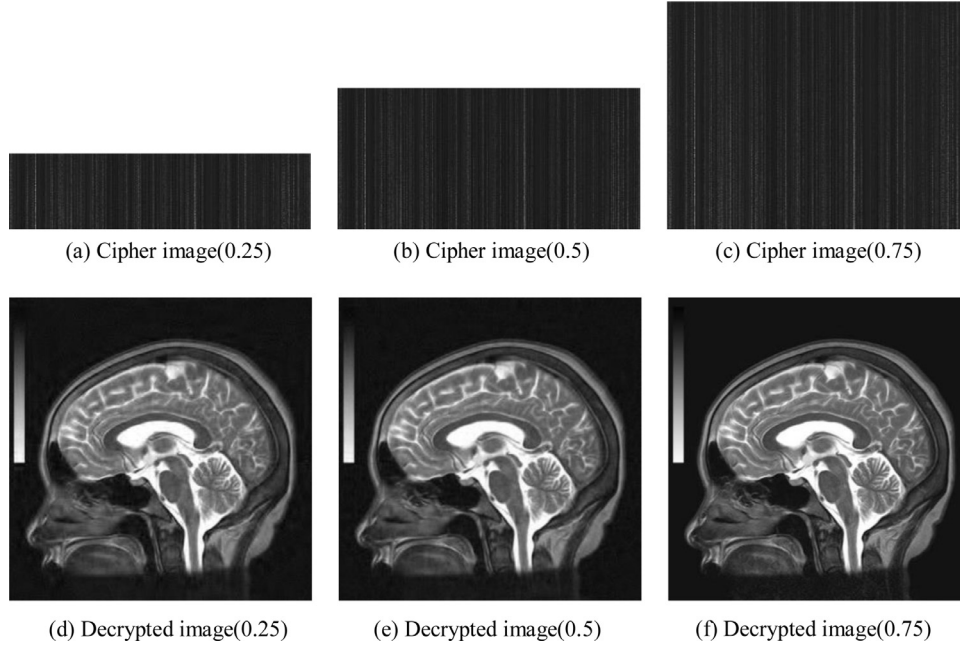 (a) Cipher image(0.25)
(b) Cipher image(0.5)
(c) Cipher image(0.75)
(d) Decrypted image(0.25)
(e) Decrypted image(0.5)
(f) Decrypted image(0.75)